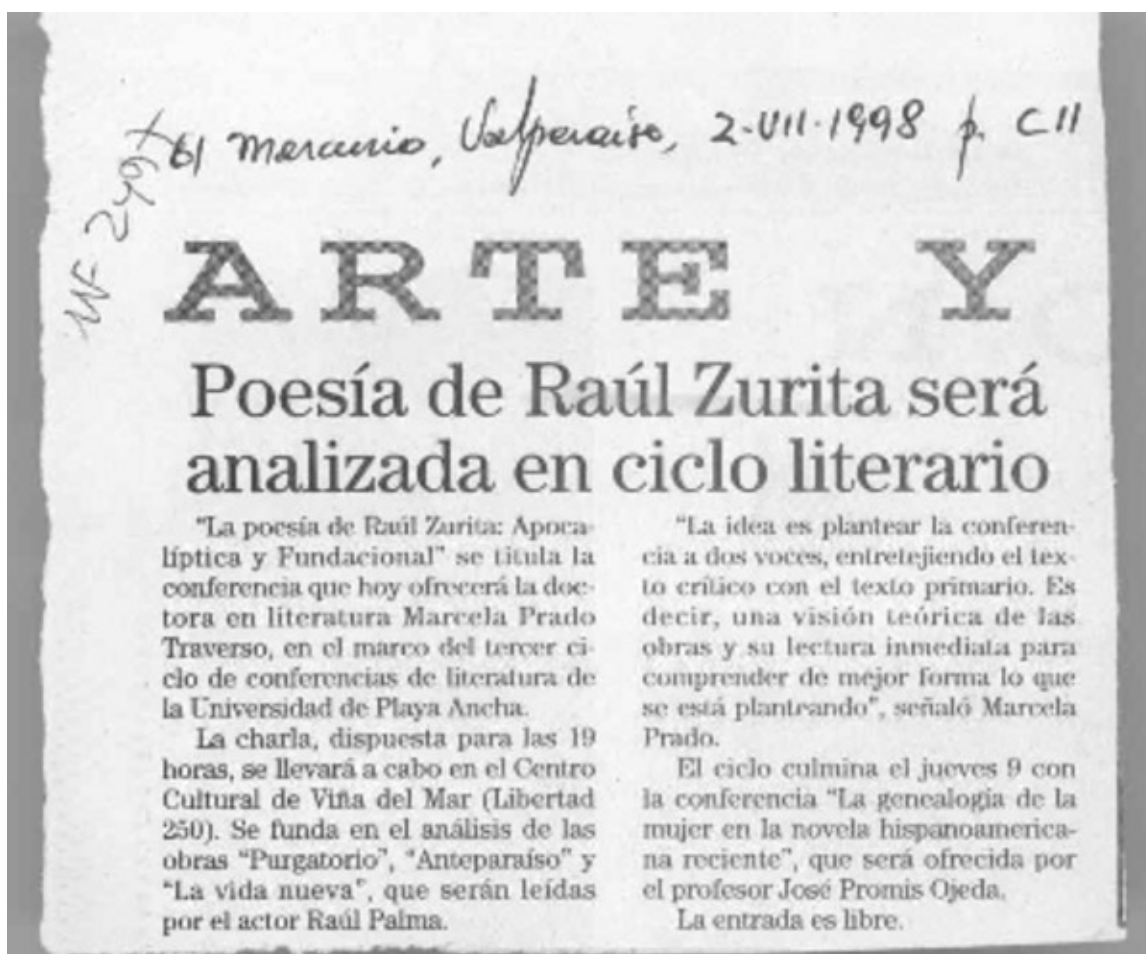 El Mercurio, Valparaíso, 2-VII-1998 p. C11
ARTE Y
Poesía de Raúl Zurita será
analizada en ciclo literario
"La poesía de Raúl Zurita: Apoca-
líptica y Fundacional" se titula la
conferencia que hoy ofrecerá la doc-
tora en literatura Marcela Prado
Traverso, en el marco del tercer ci-
clo de conferencias de literatura de
la Universidad de Playa Ancha.
La charla, dispuesta para las 19
horas, se llevará a cabo en el Centro
Cultural de Viña del Mar (Libertad
250). Se funda en el análisis de las
obras "Purgatorio", "Anteparaíso" y
"La vida nueva", que serán leídas
por el actor Raúl Palma.
"La idea es plantear la conferen-
cia a dos voces, entretejiendo el tex-
to crítico con el texto primario. Es
decir, una visión teórica de las
obras y su lectura inmediata para
comprender de mejor forma lo que
se está planteando", señaló Marcela
Prado.
El ciclo culmina el jueves 9 con
la conferencia "La genealogía de la
mujer en la novela hispanoamerica-
na reciente", que será ofrecida por
el profesor José Promis Ojeda.
La entrada es libre.